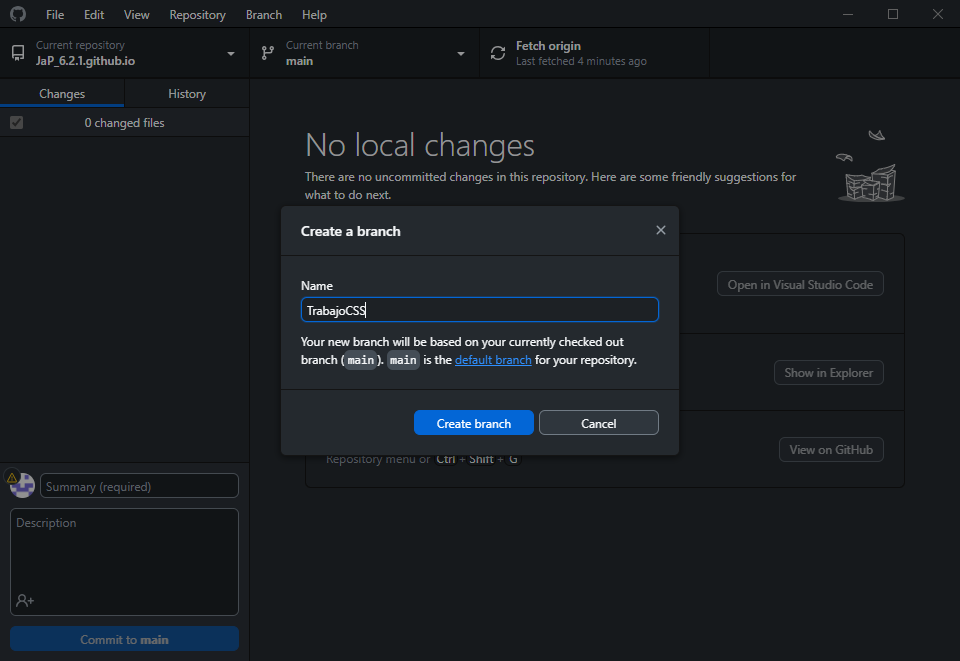 File Edit View Repository Branch Help
Current repository
JaP_6.2.1.github.io
Current branch
main
Fetch origin
Last fetched 4 minutes ago
Changes History
0 changed files
No local changes
There are no uncommitted changes in this repository. Here are some friendly suggestions for
what to do next.
Create a branch
Name
TrabajoCSS
Your new branch will be based on your currently checked out
branch (main). main is the default branch for your repository.
Create branch Cancel
Open in Visual Studio Code
Show in Explorer
View on GitHub
Repository menu or Ctrl + Shift + G
Summary (required)
Description
Commit to main